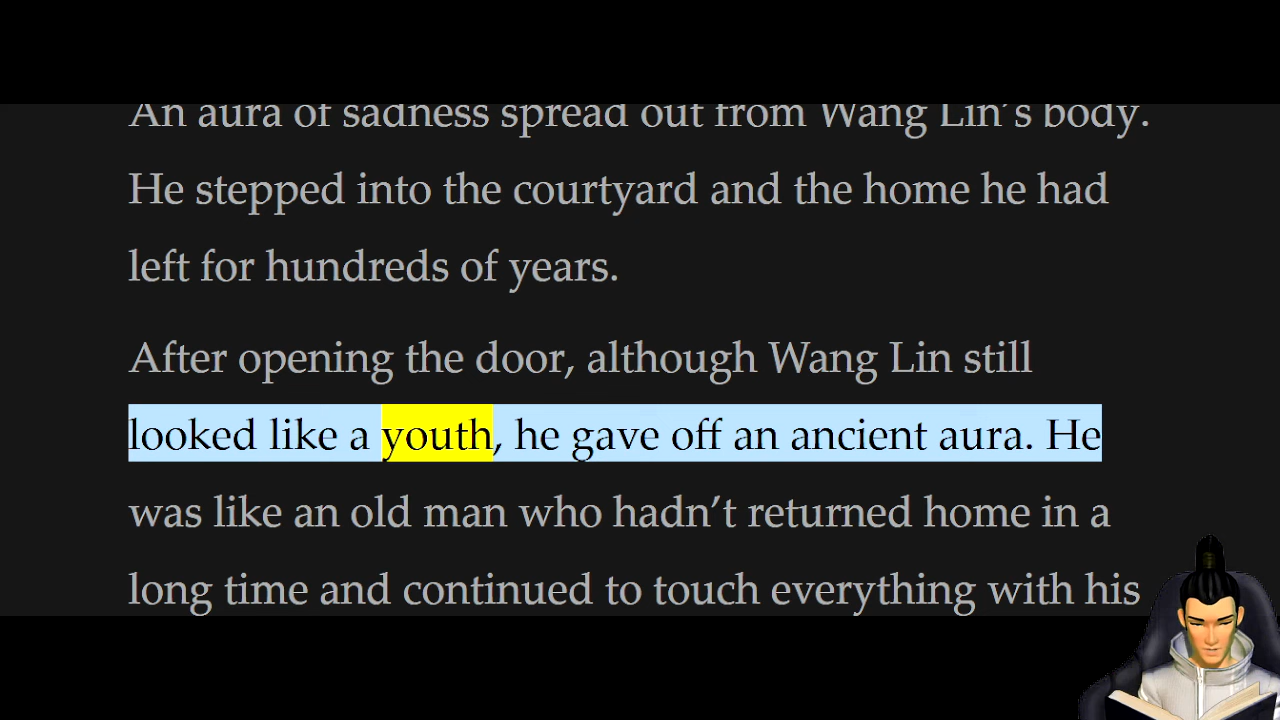 An aura of sadness spread out from Wang Lin’s body.
He stepped into the courtyard and the home he had
left for hundreds of years.
After opening the door, although Wang Lin still
looked like a youth, he gave off an ancient aura. He
was like an old man who hadn’t returned home in a
long time and continued to touch everything with his